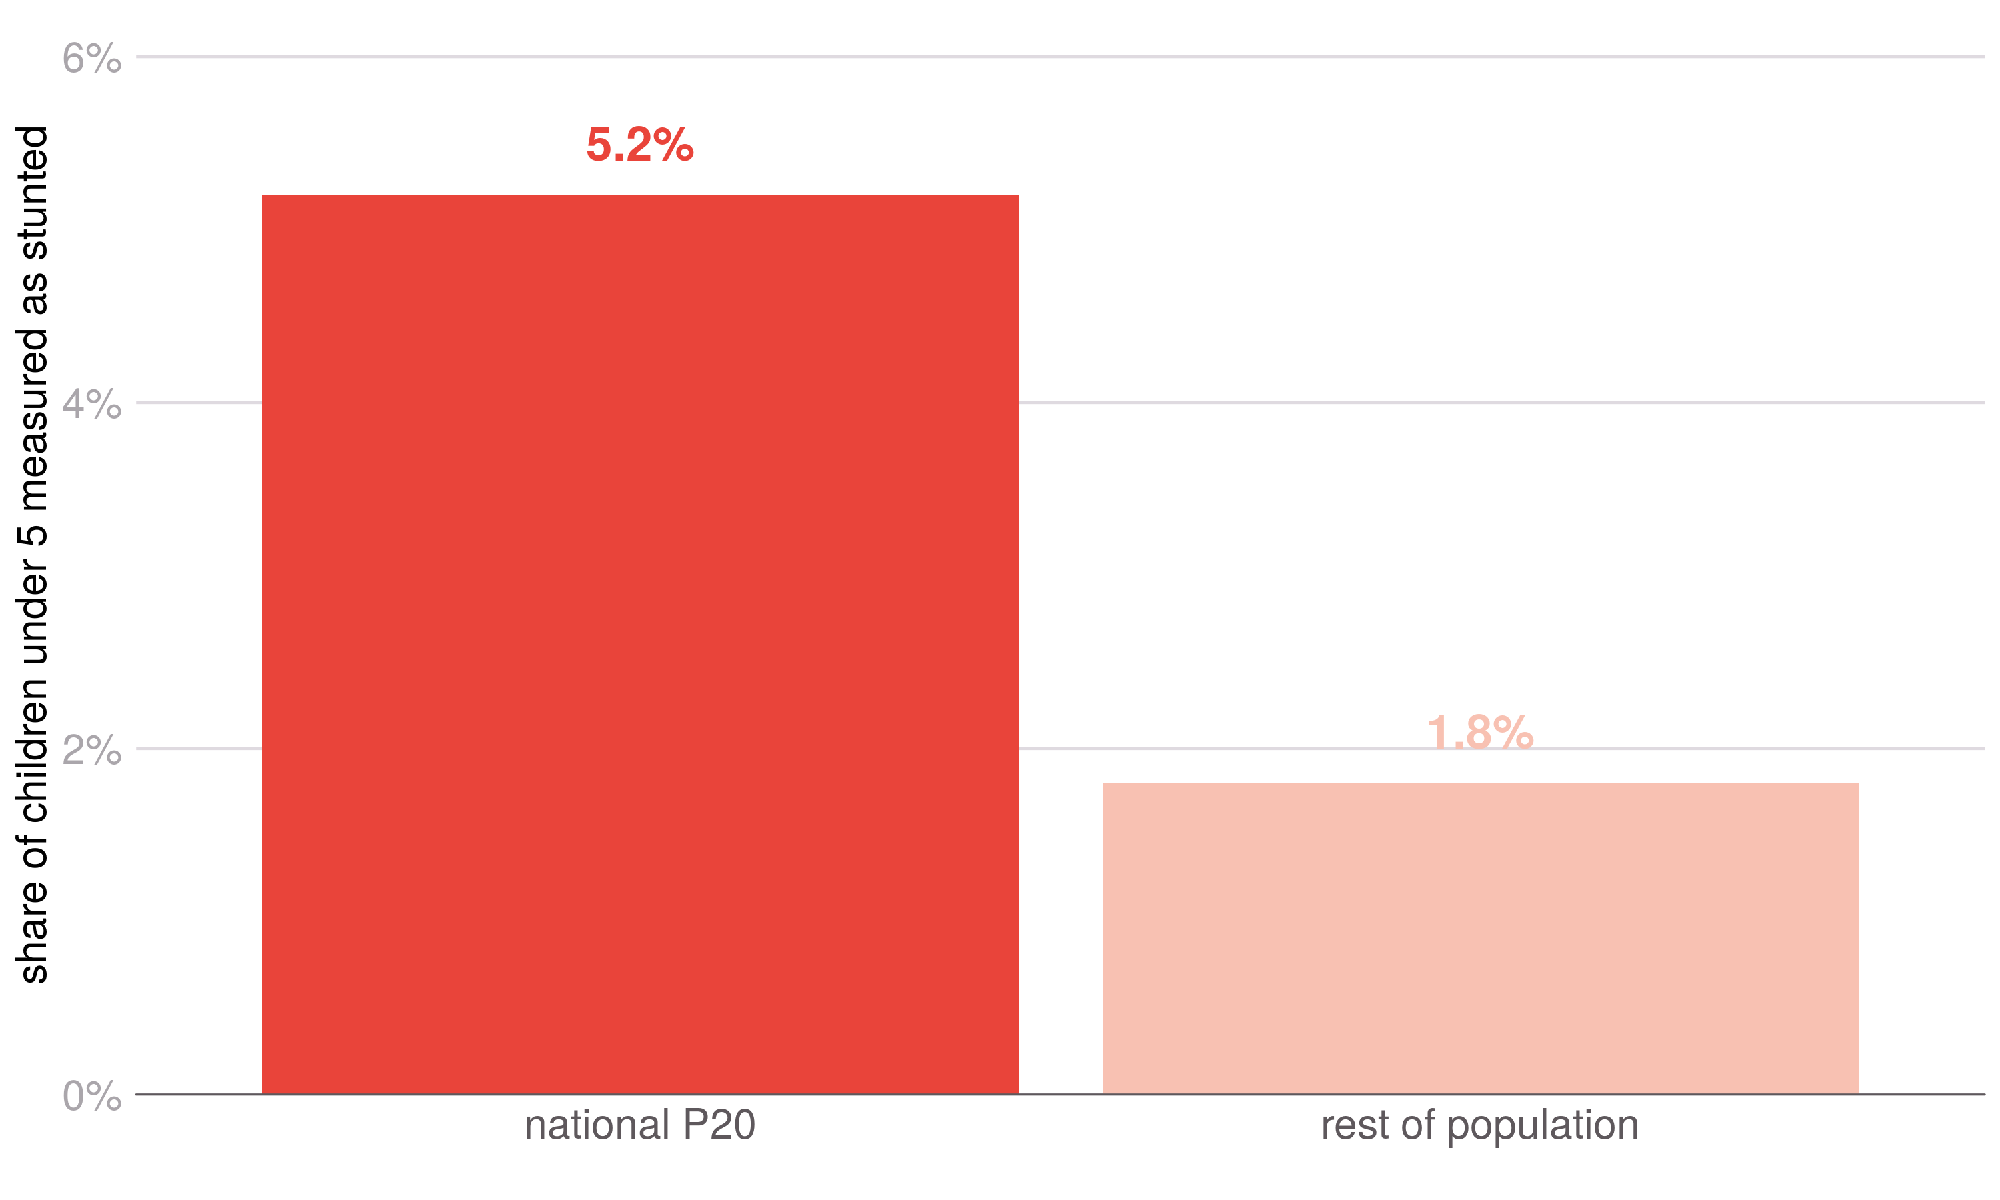 share of children under 5 measured as stunted
6%
4%
2%
0%
5.2%
1.8%
national P20
rest of population